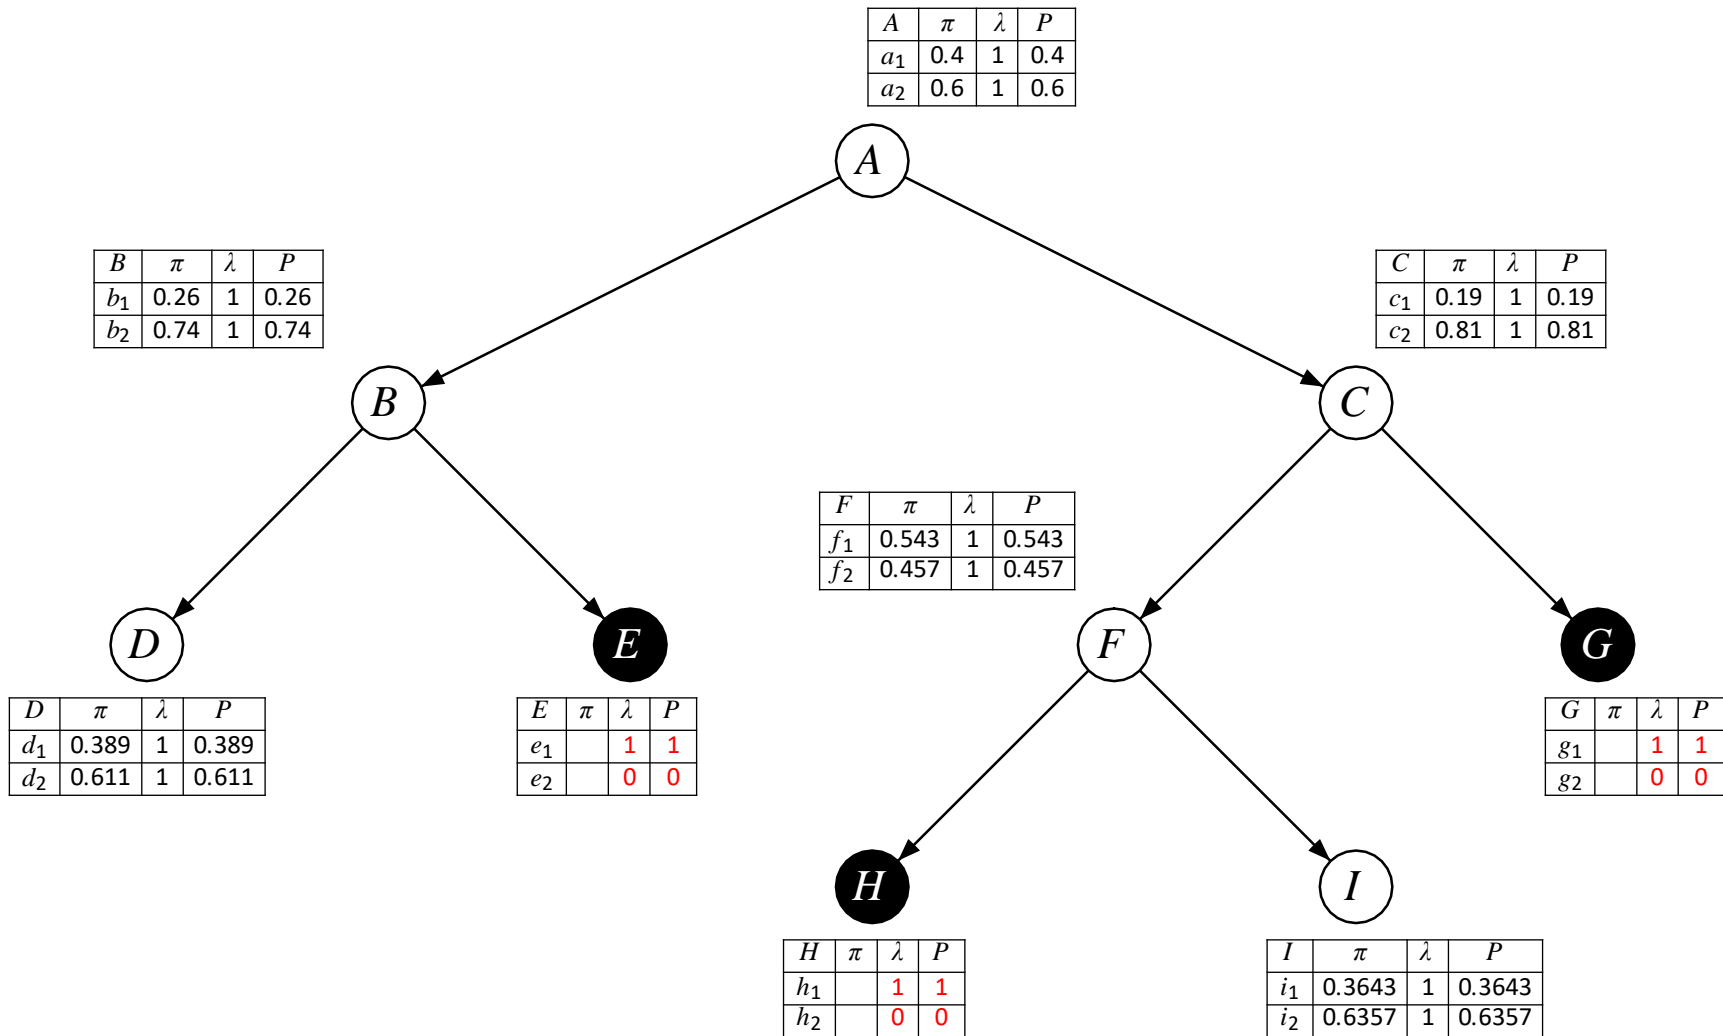 A π λ P
a1 0.4 1 0.4
a2 0.6 1 0.6
A
B π λ P
b1 0.26 1 0.26
b2 0.74 1 0.74
C π λ P
c1 0.19 1 0.19
c2 0.81 1 0.81
B
C
F π λ P
f1 0.543 1 0.543
f2 0.457 1 0.457
D
E
F
G
D π λ P
d1 0.389 1 0.389
d2 0.611 1 0.611
E π λ P
e1 1 1
e2 0 0
G π λ P
g1 1 1
g2 0 0
H
I
H π λ P
h1 1 1
h2 0 0
I π λ P
i1 0.3643 1 0.3643
i2 0.6357 1 0.6357